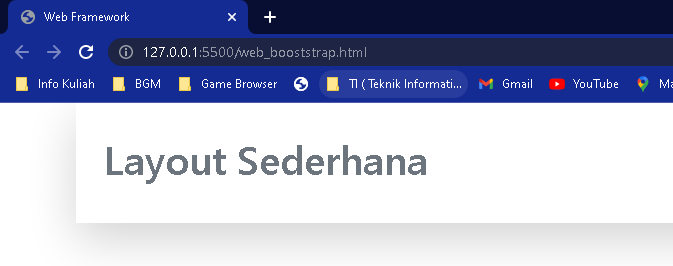 Web Framework
127.0.0.1:5500/web_booststrap.html
Info Kuliah BGM Game Browser TI ( Teknik Informati... Gmail YouTube Ma
Layout Sederhana